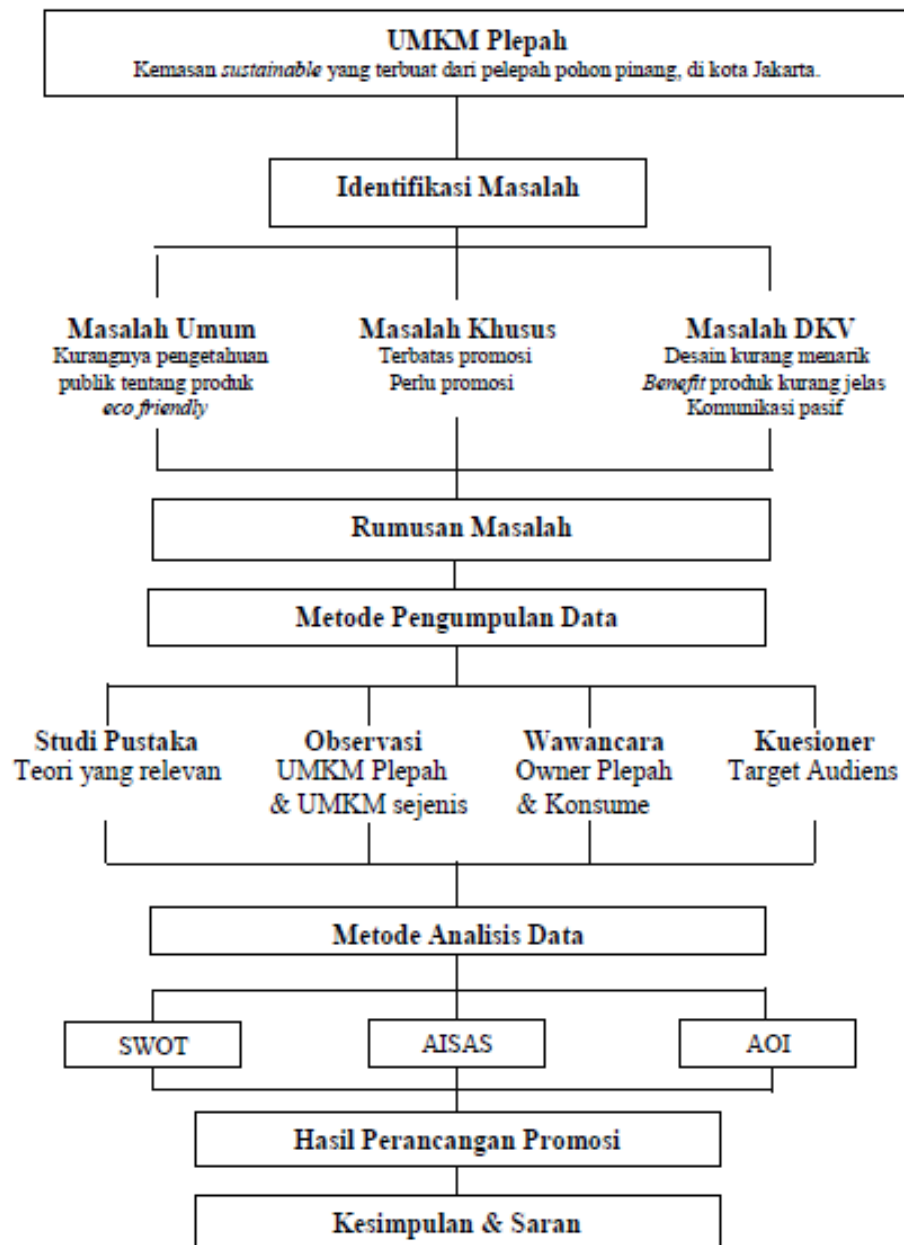 UMKM Plepah
Kemasan sustainable yang terbuat dari pelepah pohon pinang, di kota Jakarta.
Identifikasi Masalah
Masalah Umum
Kurangnya pengetahuan
publik tentang produk
eco friendly
Masalah Khusus
Terbatas promosi
Perlu promosi
Masalah DKV
Desain kurang menarik
Benefit produk kurang jelas
Komunikasi pasif
Rumusan Masalah
Metode Pengumpulan Data
Studi Pustaka
Teori yang relevan
Observasi
UMKM Plepah
& UMKM sejenis
Wawancara
Owner Plepah
& Konsume
Kuesioner
Target Audiens
Metode Analisis Data
SWOT
AISAS
AOI
Hasil Perancangan Promosi
Kesimpulan & Saran